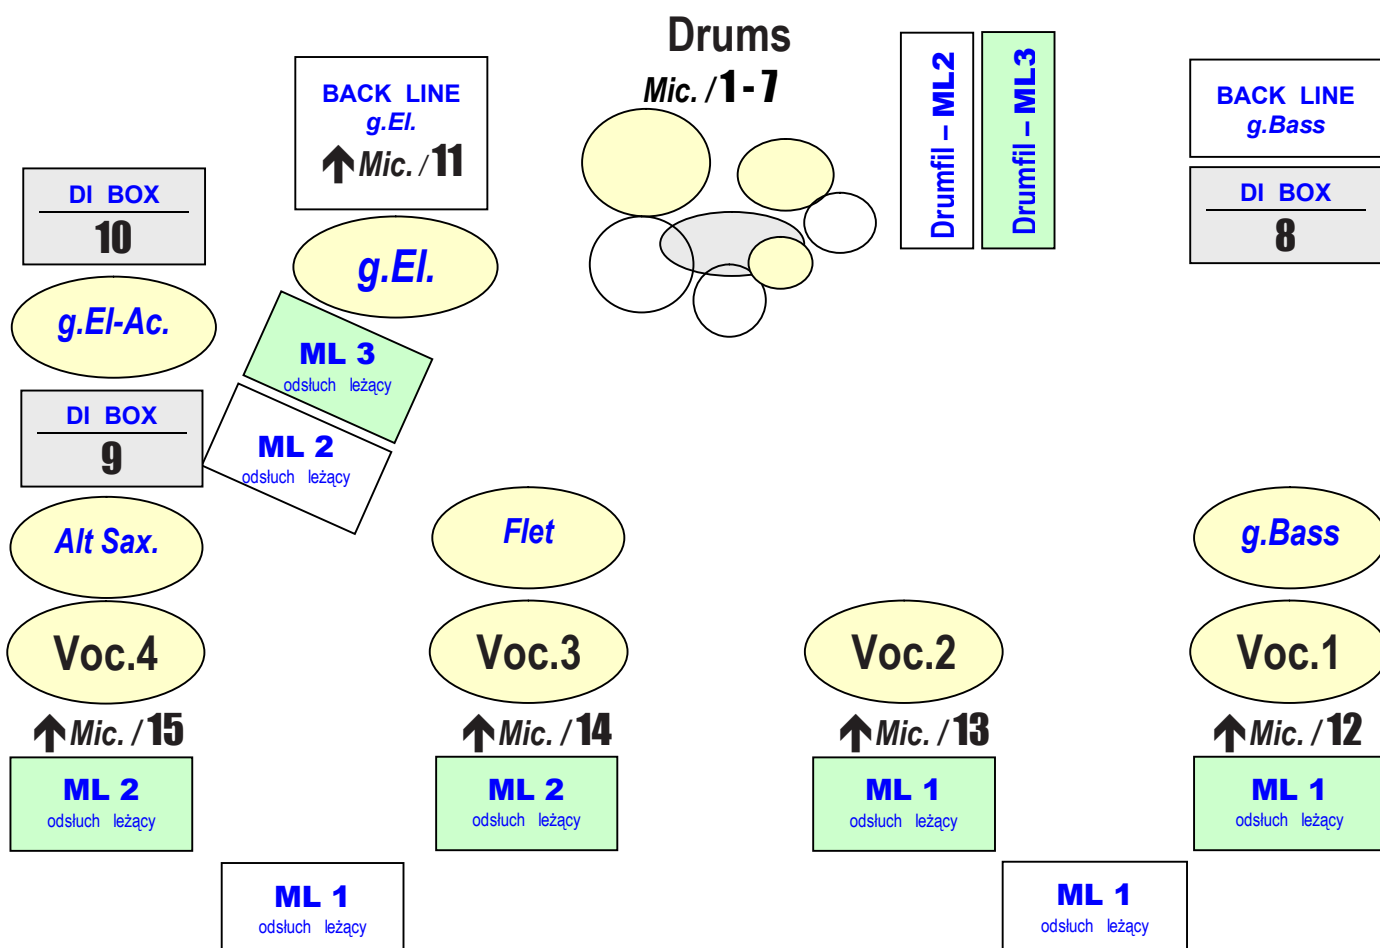 Drums
Mic. / 1 - 7
BACK LINE
g.El.
Mic. / 11
Drumfil – ML2
Drumfil – ML3
BACK LINE
g.Bass
DI BOX
10
DI BOX
8
g.El.
g.El-Ac.
ML 3
odsłuch leżący
DI BOX
9
ML 2
odsłuch leżący
Alt Sax.
Flet
g.Bass
Voc.4
Voc.3
Voc.2
Voc.1
Mic. / 15
Mic. / 14
Mic. / 13
Mic. / 12
ML 2
odsłuch leżący
ML 2
odsłuch leżący
ML 1
odsłuch leżący
ML 1
odsłuch leżący
ML 1
odsłuch leżący
ML 1
odsłuch leżący